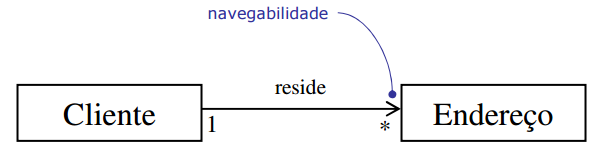 navegabilidade
reside
Cliente
Endereço
1
*